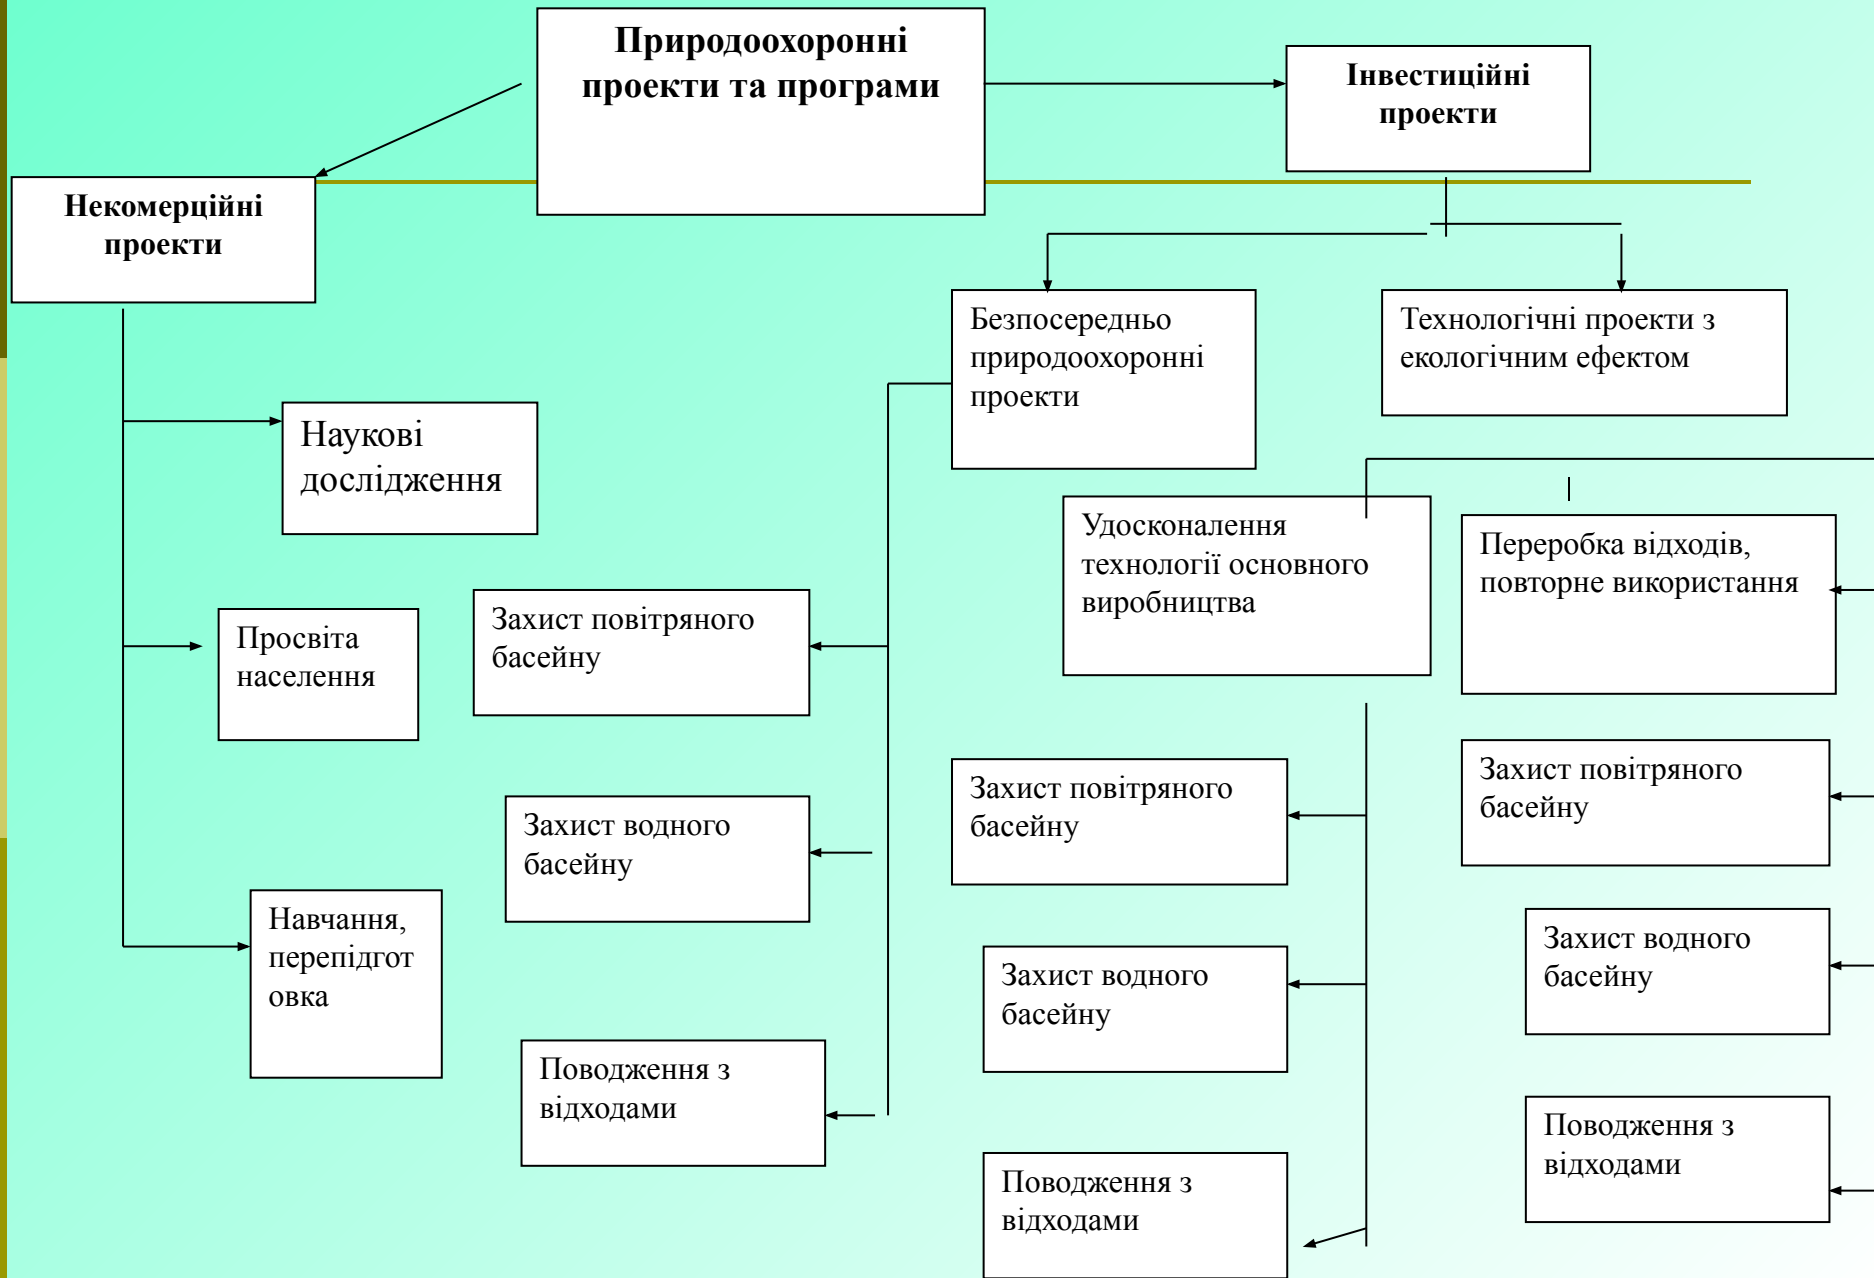 Природоохоронні
проекти та програми
Інвестиційні
проекти
Некомерційні
проекти
Безпосередньо
природоохоронні
проекти
Технологічні проекти з
екологічним ефектом
Наукові
дослідження
Удосконалення
технології основного
виробництва
Переробка відходів,
повторне використання
Просвіта
населення
Захист повітряного
басейну
Захист повітряного
басейну
Захист повітряного
басейну
Захист водного
басейну
Навчання,
перепідгот
овка
Захист водного
басейну
Захист водного
басейну
Поводження з
відходами
Поводження з
відходами
Поводження з
відходами